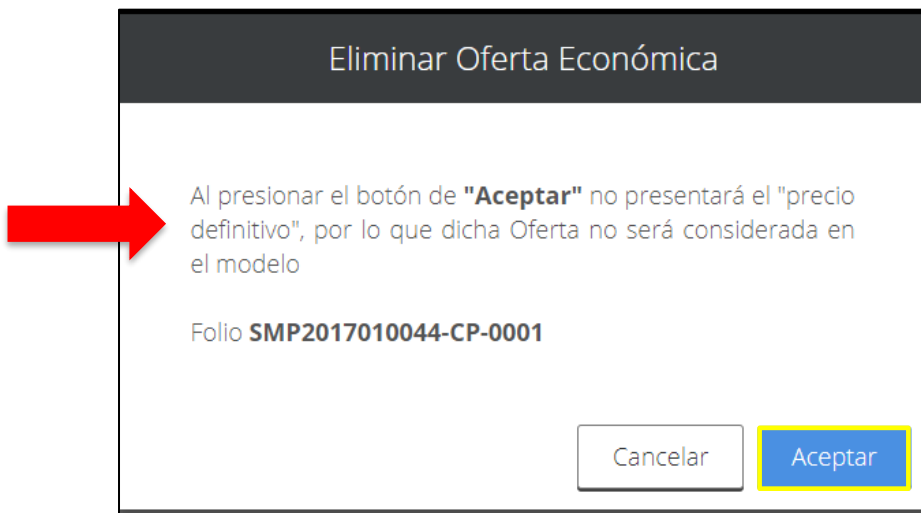 Eliminar Oferta Económica
Al presionar el botón de "Aceptar" no presentará el "precio
definitivo", por lo que dicha Oferta no será considerada en
el modelo
Folio SMP2017010044-CP-0001
Cancelar
Aceptar